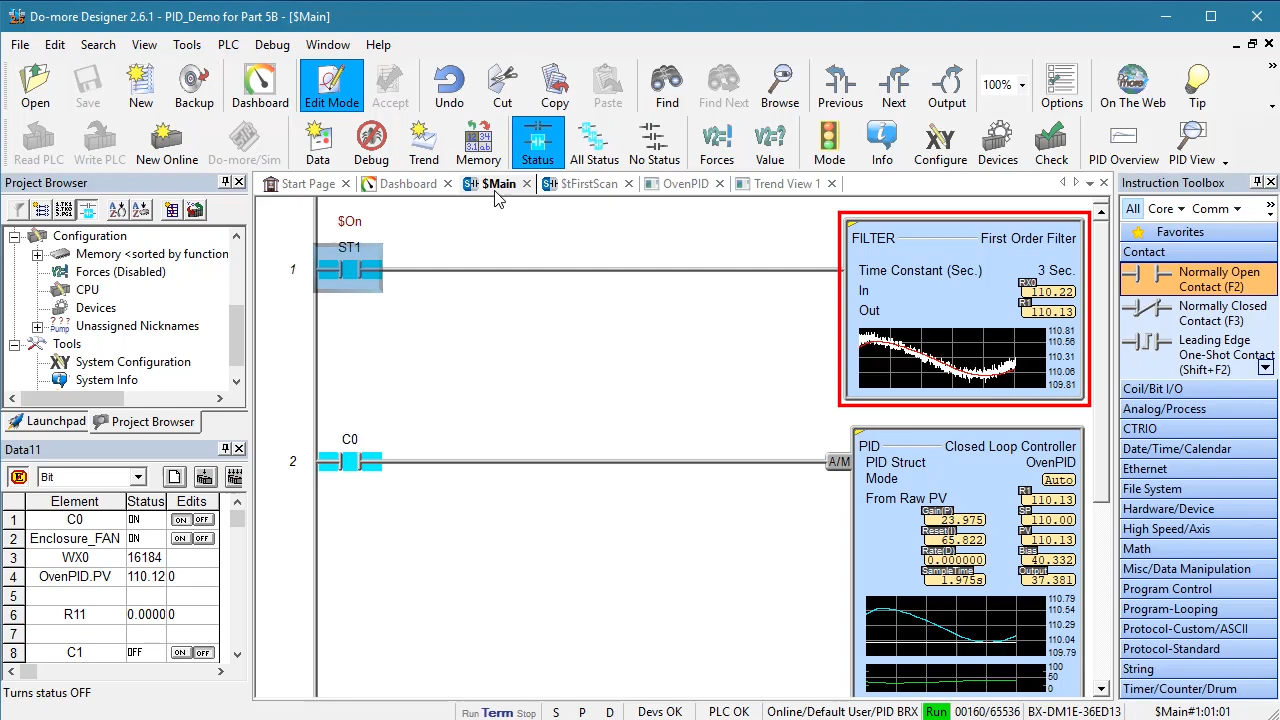 Do-more Designer 2.6.1 - PID_Demo for Part 5B - [$Main]
File Edit Search View Tools PLC Debug Window Help
Open Save New Backup Dashboard Edit Mode Accept Undo Cut Copy Paste Find Find Next Browse Previous Next Output 100% Options On The Web Tip
Read PLC Write PLC New Online Do-more/Sim Data Debug Trend Memory Status All Status No Status Forces Value Mode Info Configure Devices Check PID Overview PID View
Project Browser
Configuration
Memory <sorted by function
Forces (Disabled)
CPU
Devices
Unassigned Nicknames
Tools
System Configuration
System Info
Launchpad Project Browser
Data11
Bit
Element Status Edits
1 C0 ON ON OFF
2 Enclosure_FAN ON ON OFF
3 WX0 16184
4 OvenPID.PV 110.12 0
5
6 R11 0.0000 0
7
8 C1 OFF ON OFF
Start Page Dashboard $Main $tFirstScan OvenPID Trend View 1
$On
ST1
1
FILTER First Order Filter
Time Constant (Sec.) 3 Sec.
RX0
In 110.22
R1
Out 110.13
110.81
110.56
110.31
110.06
109.81
C0
2
A/M
PID Closed Loop Controller
PID Struct OvenPID
Mode Auto
From Raw PV R1 110.13
Gain(P) 23.975 SP 110.00
Reset(I) 65.822 PV 110.13
Rate(D) 0.000000 Bias 40.332
SampleTime 1.975s Output 37.381
110.79
110.54
110.29
110.04
109.79
100
50
0
Instruction Toolbox
All Core Comm
Favorites
Contact
Normally Open
Contact (F2)
Normally Closed
Contact (F3)
Leading Edge
One-Shot Contact
(Shift+F2)
Coil/Bit I/O
Analog/Process
CTRIO
Date/Time/Calendar
Ethernet
File System
Hardware/Device
High Speed/Axis
Math
Misc/Data Manipulation
Program Control
Program-Looping
Protocol-Custom/ASCII
Protocol-Standard
String
Timer/Counter/Drum
Turns status OFF
Run Term Stop S P D Devs OK PLC OK Online/Default User/PID BRX Run 00160/65536 BX-DM1E-36ED13 $Main#1:01:01